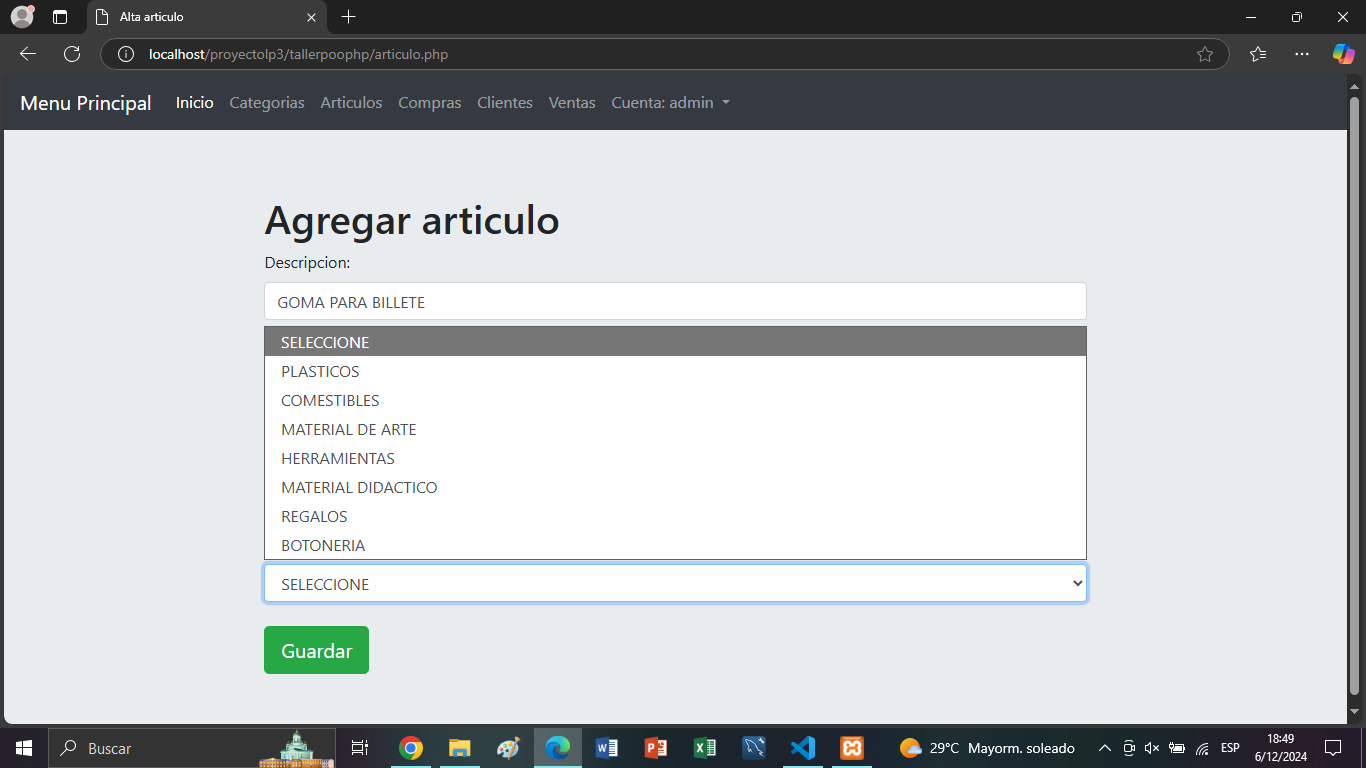 Alta articulo
localhost/proyectolp3/tallerpoophp/articulo.php
Menu Principal Inicio Categorias Articulos Compras Clientes Ventas Cuenta: admin
Agregar articulo
Descripcion:
GOMA PARA BILLETE
SELECCIONE
PLASTICOS
COMESTIBLES
MATERIAL DE ARTE
HERRAMIENTAS
MATERIAL DIDACTICO
REGALOS
BOTONERIA
SELECCIONE
Guardar
Buscar
29°C Mayorm. soleado
ESP
18:49
6/12/2024